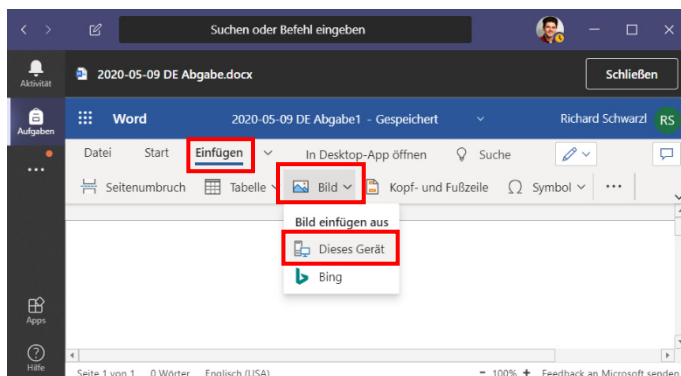 Suchen oder Befehl eingeben
Aktivität
2020-05-09 DE Abgabe.docx
Schließen
Aufgaben
Word
2020-05-09 DE Abgabe1 - Gespeichert
Richard Schwarzl
RS
Datei Start Einfügen In Desktop-App öffnen Suche
Seitenumbruch Tabelle Bild Kopf- und Fußzeile Symbol
Bild einfügen aus
Dieses Gerät
Bing
Apps
Hilfe
Seite 1 von 1 0 Wörter Englisch (USA) - 100% + Feedback an Microsoft senden